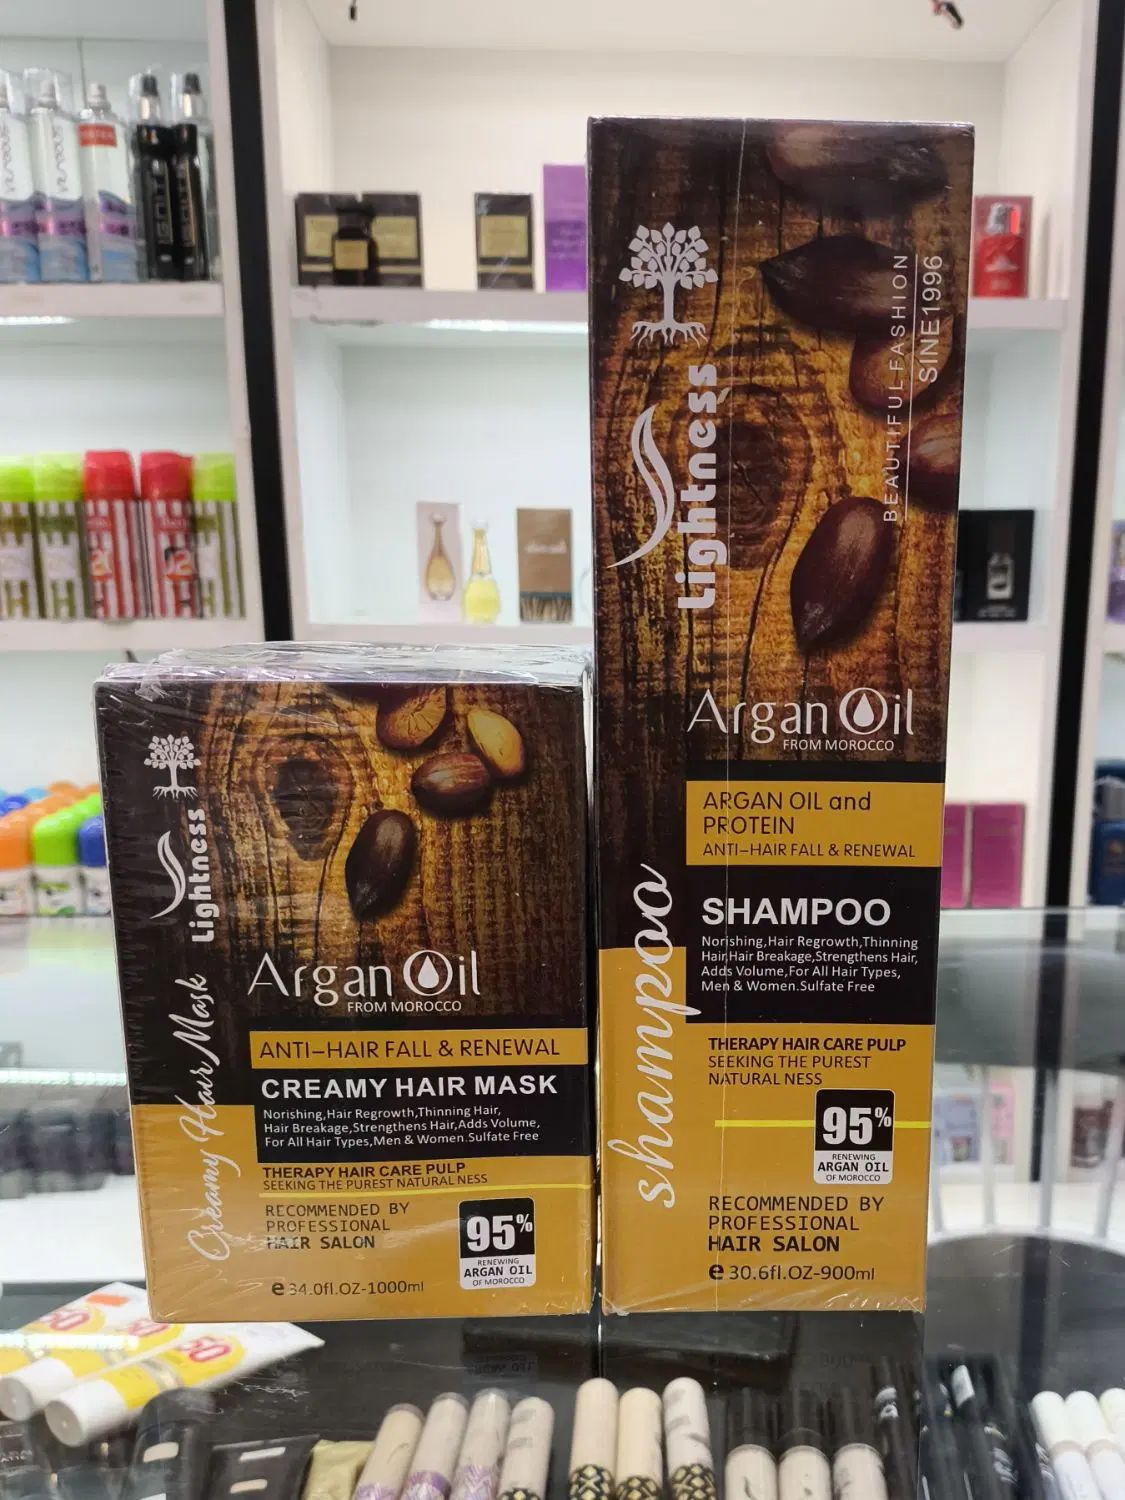 Lightness
Creamy Hair Mask
Argan Oil
FROM MOROCCO
ANTI-HAIR FALL & RENEWAL
CREAMY HAIR MASK
Norishing,Hair Regrowth,Thinning Hair,
Hair Breakage,Strengthens Hair,Adds Volume,
For All Hair Types,Men & Women.Sulfate Free
THERAPY HAIR CARE PULP
SEEKING THE PUREST NATURAL NESS
RECOMMENDED BY
PROFESSIONAL
HAIR SALON
95%
RENEWING
ARGAN OIL
OF MOROCCO
e 34.0fl.OZ-1000ml
Lightness
BEAUTIFUL FASHION
SINE1996
Argan Oil
FROM MOROCCO
ARGAN OIL and
PROTEIN
ANTI-HAIR FALL & RENEWAL
shampoo
SHAMPOO
Norishing,Hair Regrowth,Thinning
Hair,Hair Breakage,Strengthens Hair,
Adds Volume,For All Hair Types,
Men & Women.Sulfate Free
THERAPY HAIR CARE PULP
SEEKING THE PUREST
NATURAL NESS
95%
RENEWING
ARGAN OIL
OF MOROCCO
RECOMMENDED BY
PROFESSIONAL
HAIR SALON
e 30.6fl.OZ-900ml
50
50
50